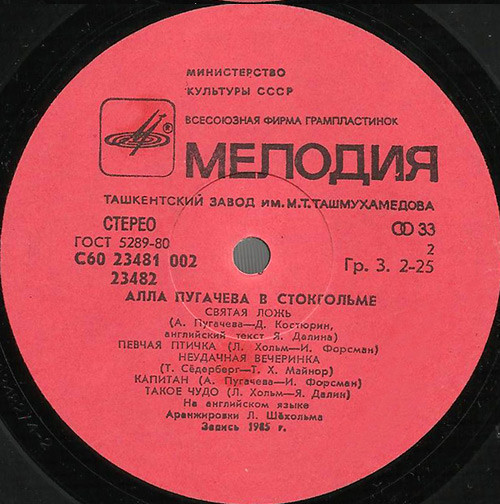 МИНИСТЕРСТВО
КУЛЬТУРЫ СССР
ВСЕСОЮЗНАЯ ФИРМА ГРАМПЛАСТИНОК
®
МЕЛОДИЯ
ТАШКЕНТСКИЙ ЗАВОД ИМ. М.Т. ТАШМУХАМЕДОВА
СТЕРЕО
33
ГОСТ 5289-80
2
С60 23481 002
Гр. 3. 2-25
23482
АЛЛА ПУГАЧЕВА В СТОКГОЛЬМЕ
СВЯТАЯ ЛОЖЬ
(А. Пугачева—Д. Костюрин,
английский текст Я. Далина)
ПЕВЧАЯ ПТИЧКА (Л. Хольм—И. Форсман)
НЕУДАЧНАЯ ВЕЧЕРИНКА
(Т. Сёдерберг—Т. Х. Майнор)
КАПИТАН (А. Пугачева—И. Форсман)
ТАКОЕ ЧУДО (Л. Хольм—Я. Далин)
На английском языке
Аранжировки Л. Шёхольма
Запись 1985 г.